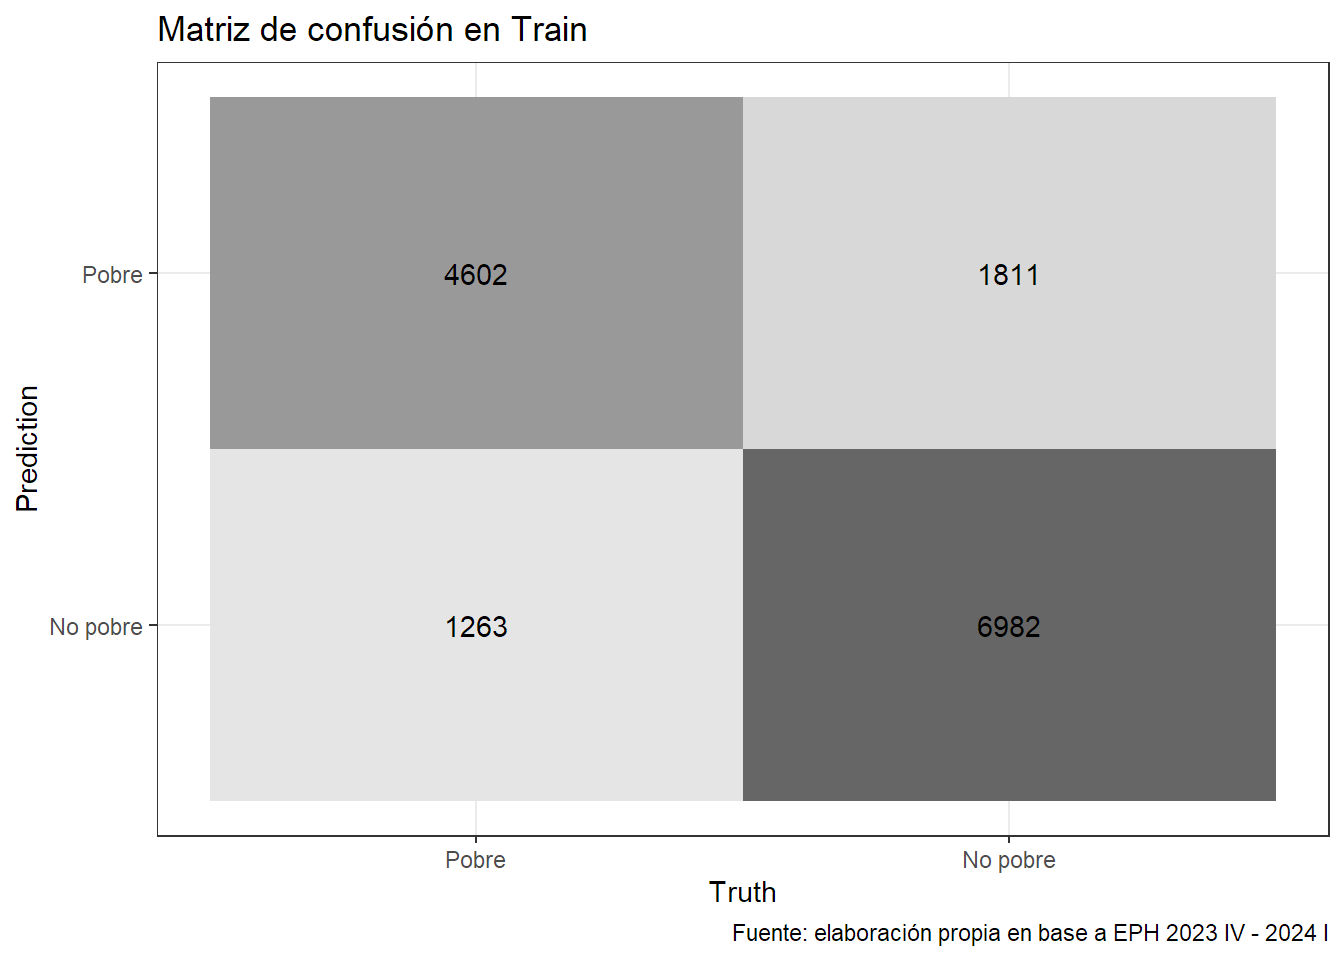 Matriz de confusión en Train
Prediction
Pobre
4602 1811
No pobre
1263 6982
Pobre No pobre
Truth
Fuente: elaboración propia en base a EPH 2023 IV - 2024 I